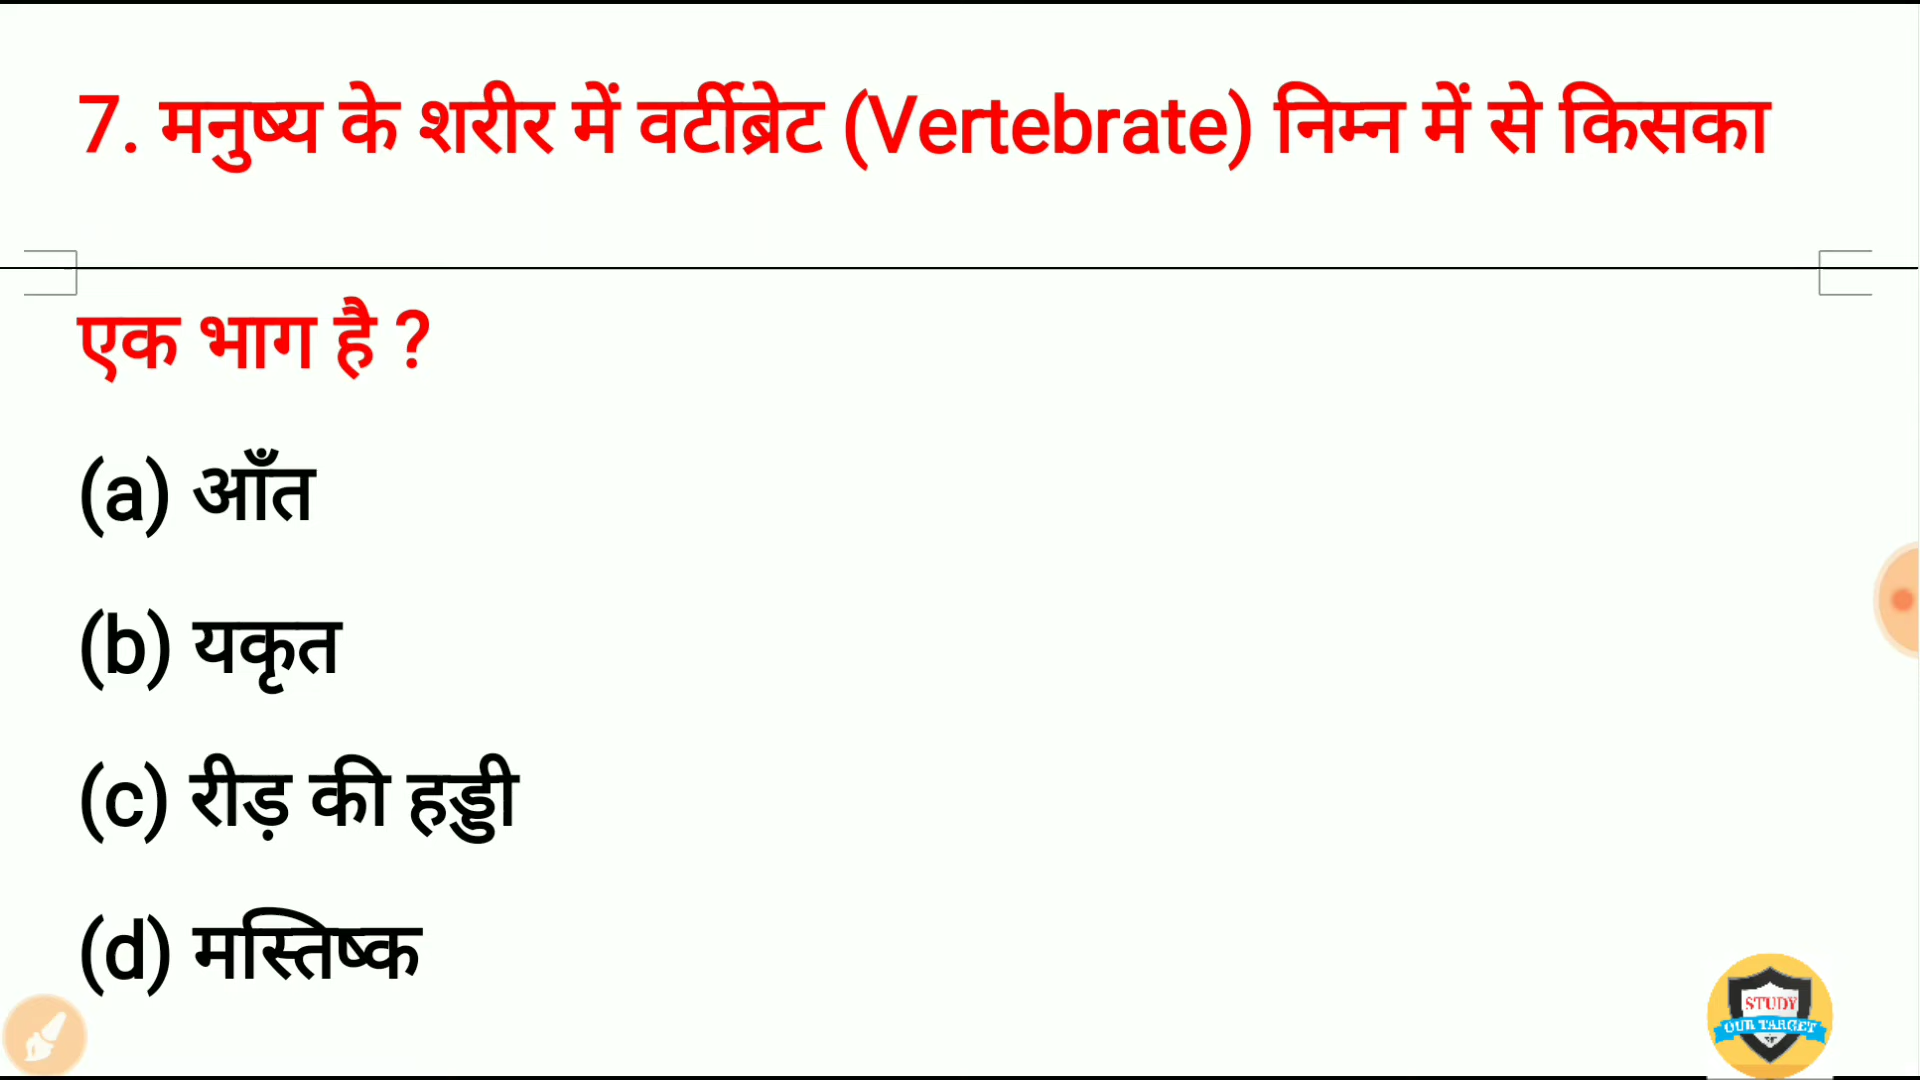 7. मनुष्य के शरीर में वर्टीब्रेट (Vertebrate) निम्न में से किसका
एक भाग है ?
(a) आँत
(b) यकृत
(c) रीड़ की हड्डी
(d) मस्तिष्क
STUDY
OUR TARGET